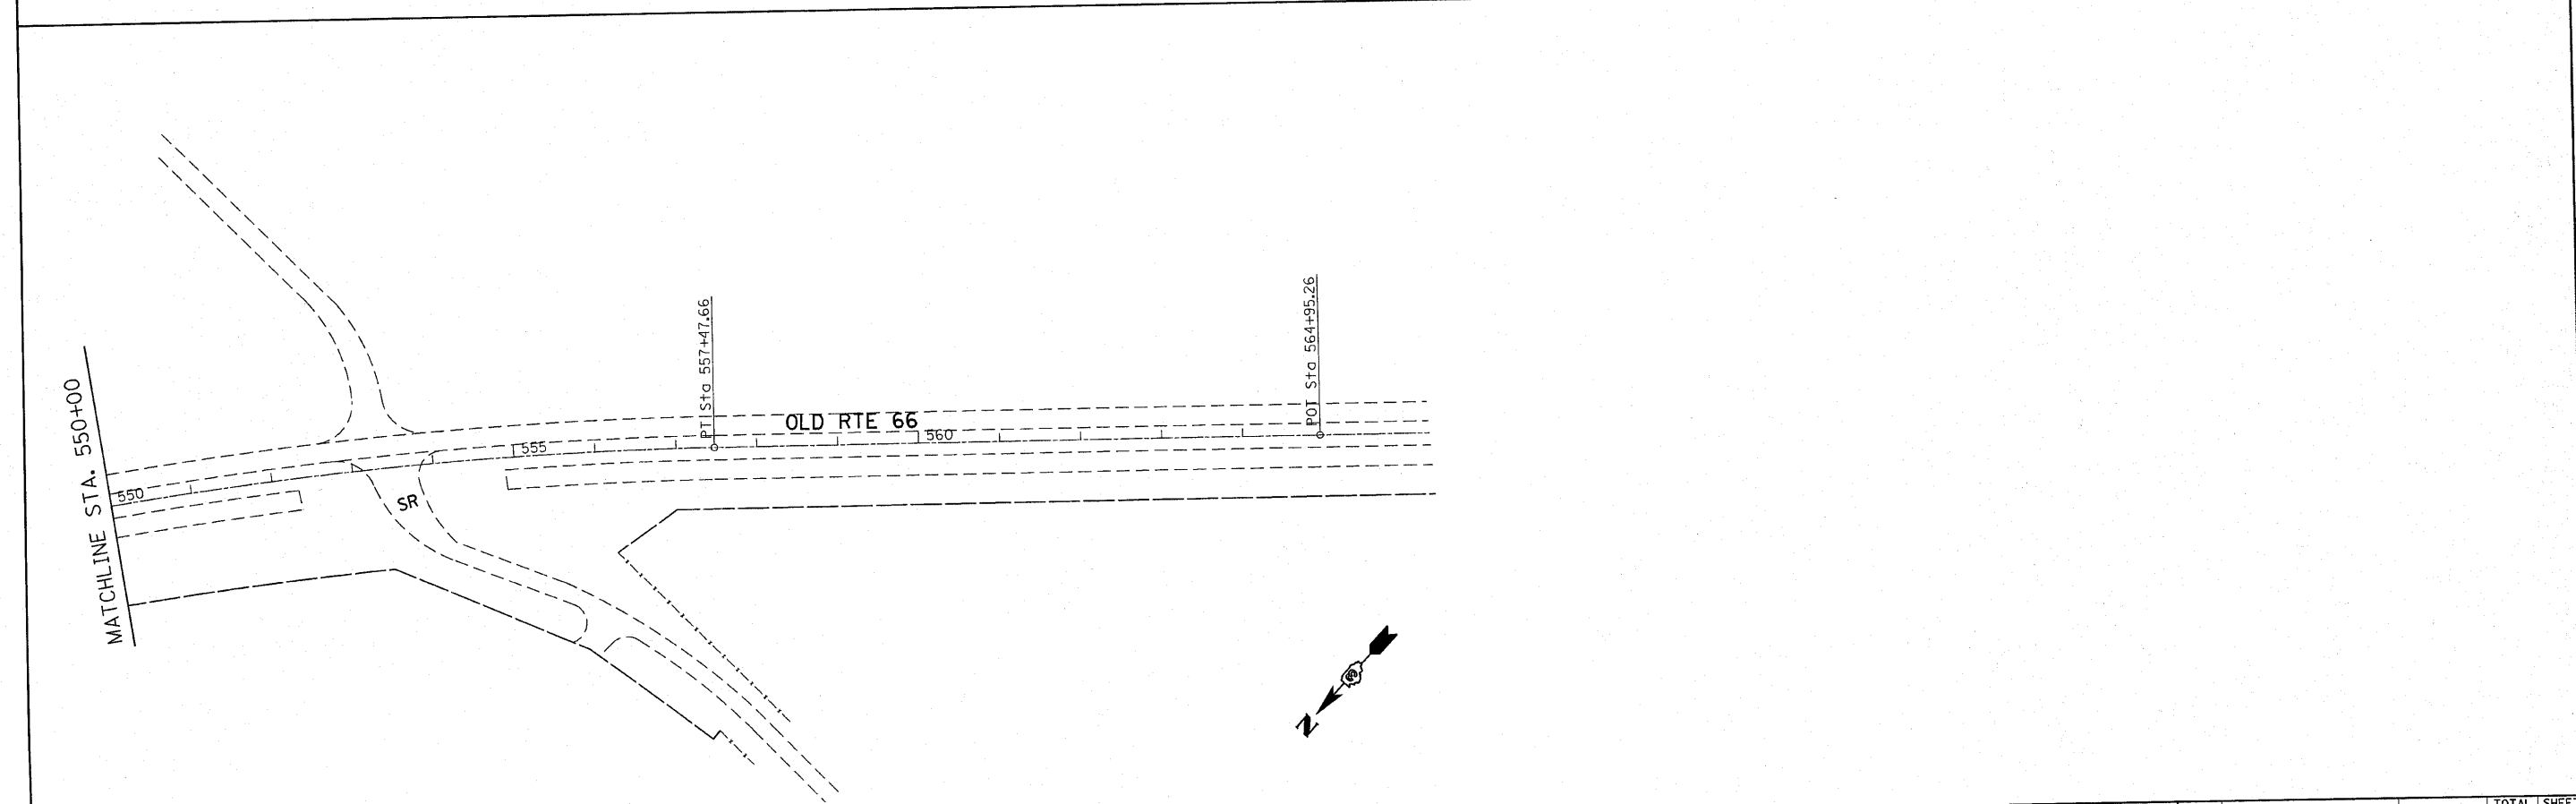 MATCHLINE STA. 550+00
550
SR
555
PT Sta 557+47.66
OLD RTE 66
560
POT Sta 564+95.26
N
TOTAL